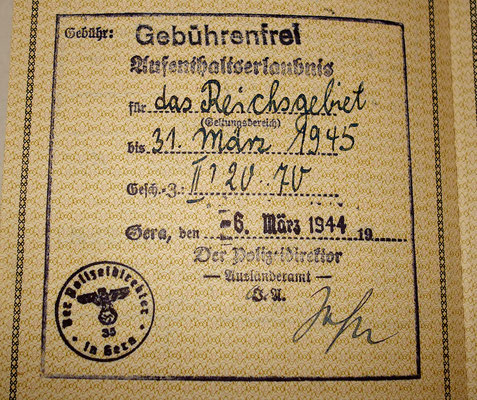 Gebühr: Gebührenfrei
Aufenthaltserlaubnis
für das Reichsgebiet
(Geltungsbereich)
bis 31. März 1945
Gesch.-Z.: II 20-70
Gera, den -6. März 1944 19
Der Polizeidirektor
— Ausländeramt —
Der Polizeidirektor
35
in Gera